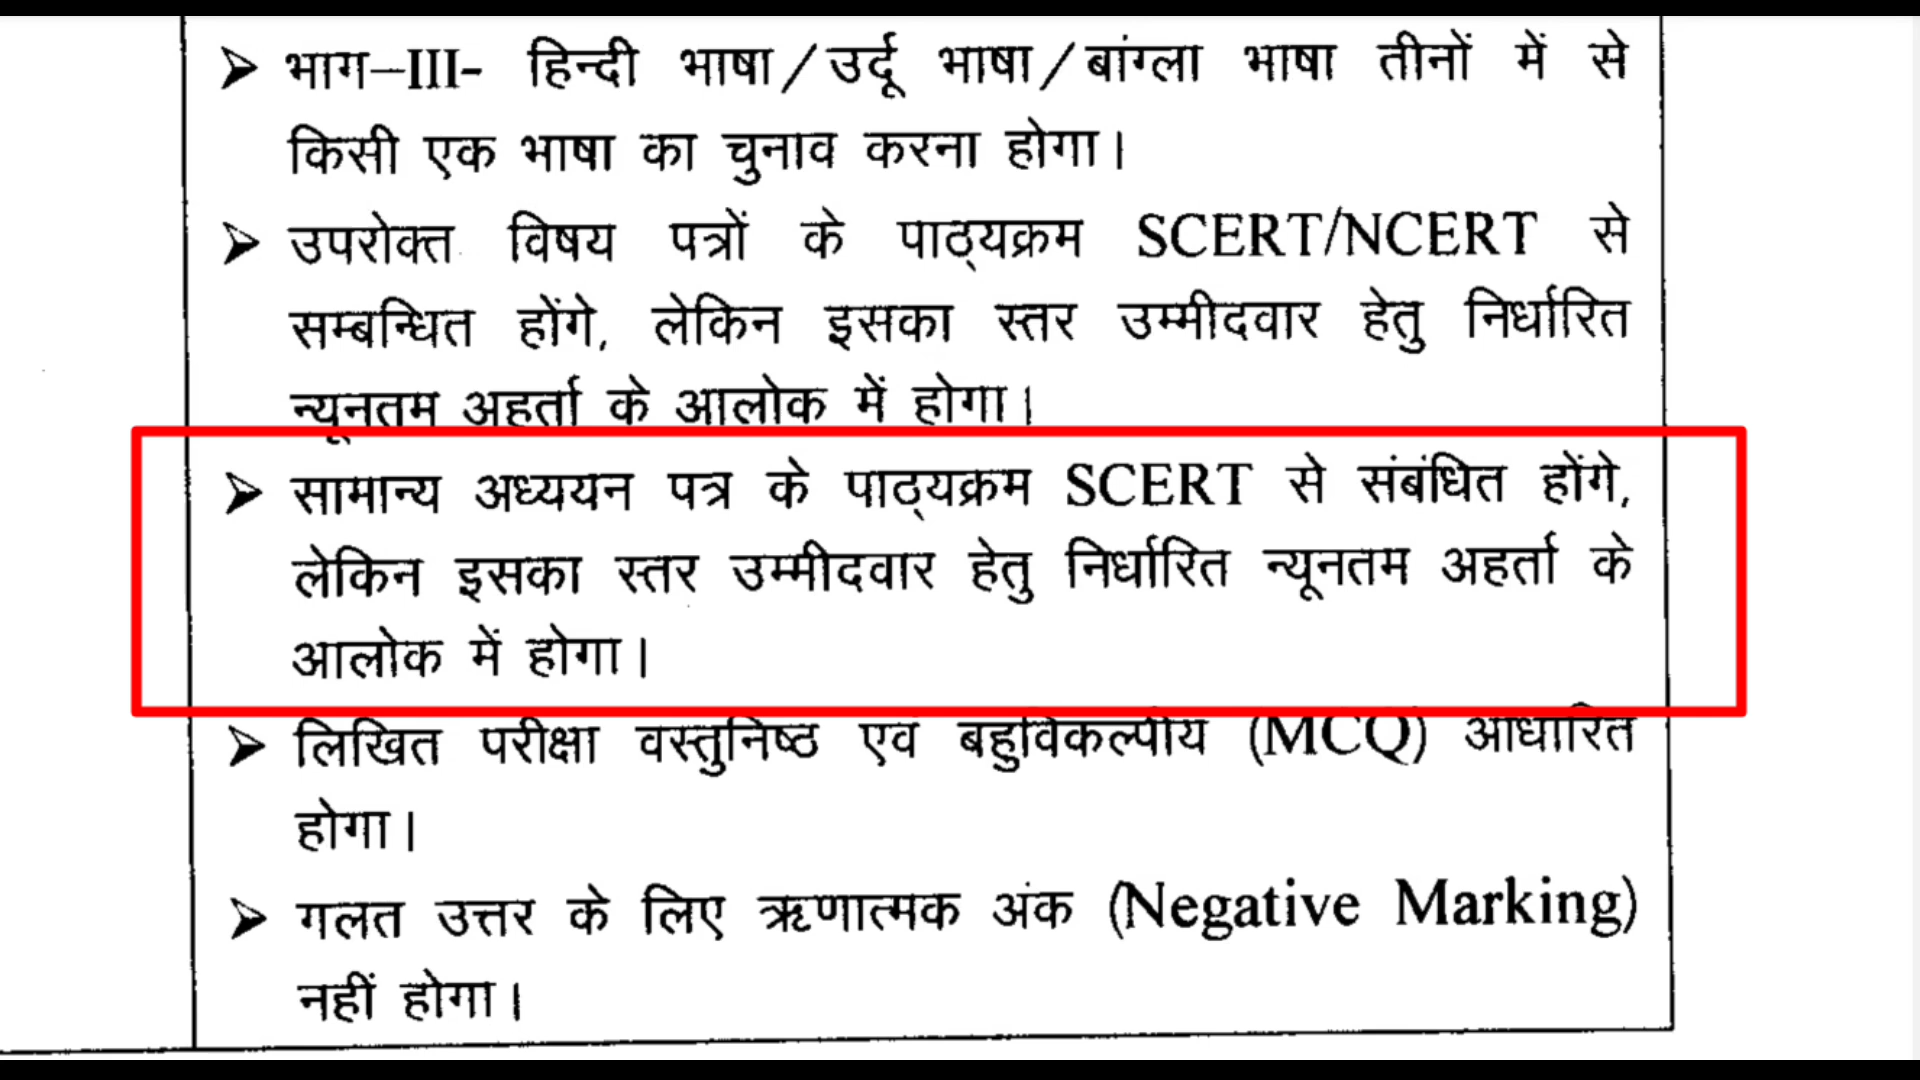 ➢ भाग–III- हिन्दी भाषा/उर्दू भाषा/बांग्ला भाषा तीनों में से
किसी एक भाषा का चुनाव करना होगा।
➢ उपरोक्त विषय पत्रों के पाठ्यक्रम SCERT/NCERT से
सम्बन्धित होंगे, लेकिन इसका स्तर उम्मीदवार हेतु निर्धारित
न्यूनतम अहर्ता के आलोक में होगा।
➢ सामान्य अध्ययन पत्र के पाठ्यक्रम SCERT से संबंधित होंगे,
लेकिन इसका स्तर उम्मीदवार हेतु निर्धारित न्यूनतम अहर्ता के
आलोक में होगा।
➢ लिखित परीक्षा वस्तुनिष्ठ एव बहुविकल्पीय (MCQ) आधारित
होगा।
➢ गलत उत्तर के लिए ऋणात्मक अंक (Negative Marking)
नहीं होगा।